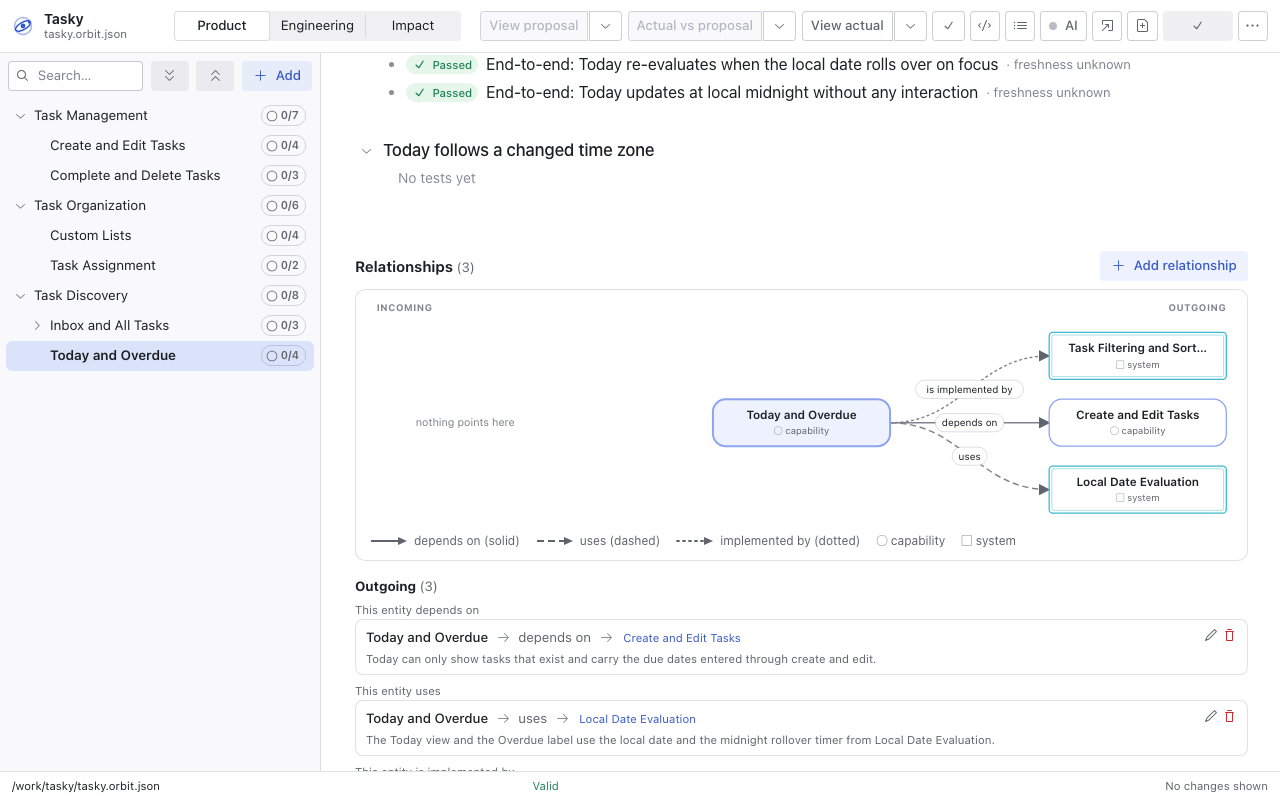 Tasky
tasky.orbit.json
Product
Engineering
Impact
View proposal
Actual vs proposal
View actual
AI
Search...
Add
Task Management 0/7
Create and Edit Tasks 0/4
Complete and Delete Tasks 0/3
Task Organization 0/6
Custom Lists 0/4
Task Assignment 0/2
Task Discovery 0/8
Inbox and All Tasks 0/3
Today and Overdue 0/4
Passed End-to-end: Today re-evaluates when the local date rolls over on focus · freshness unknown
Passed End-to-end: Today updates at local midnight without any interaction · freshness unknown
Today follows a changed time zone
No tests yet
Relationships (3)
Add relationship
INCOMING
OUTGOING
nothing points here
Today and Overdue
capability
is implemented by
depends on
uses
Task Filtering and Sort...
system
Create and Edit Tasks
capability
Local Date Evaluation
system
depends on (solid)
uses (dashed)
implemented by (dotted)
capability
system
Outgoing (3)
This entity depends on
Today and Overdue → depends on → Create and Edit Tasks
Today can only show tasks that exist and carry the due dates entered through create and edit.
This entity uses
Today and Overdue → uses → Local Date Evaluation
The Today view and the Overdue label use the local date and the midnight rollover timer from Local Date Evaluation.
This entity is implemented by
/work/tasky/tasky.orbit.json
Valid
No changes shown